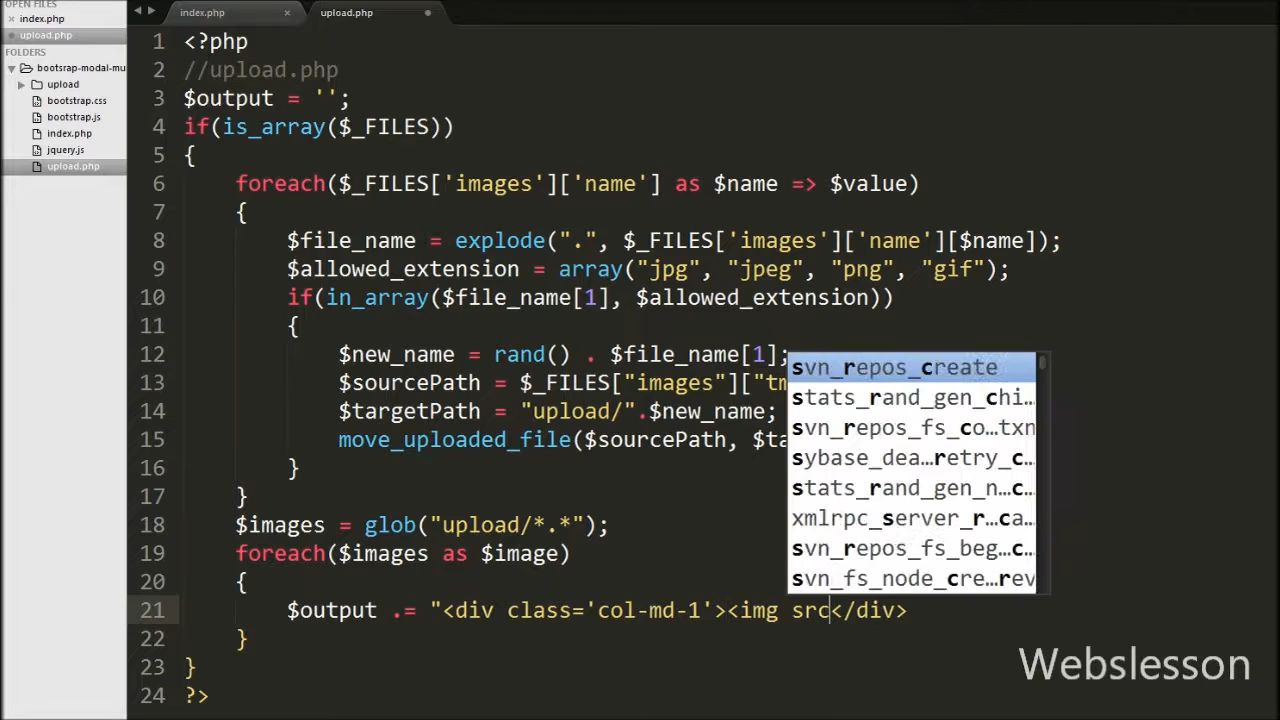 OPEN FILES
index.php
upload.php
FOLDERS
bootsrap-modal-mu
upload
bootstrap.css
bootstrap.js
index.php
jquery.js
upload.php
index.php
upload.php
1 <?php
2 //upload.php
3 $output = '';
4 if(is_array($_FILES))
5 {
6 foreach($_FILES['images']['name'] as $name => $value)
7 {
8 $file_name = explode(".", $_FILES['images']['name'][$name]);
9 $allowed_extension = array("jpg", "jpeg", "png", "gif");
10 if(in_array($file_name[1], $allowed_extension))
11 {
12 $new_name = rand() . $file_name[1];
13 $sourcePath = $_FILES["images"]["tm
14 $targetPath = "upload/".$new_name;
15 move_uploaded_file($sourcePath, $ta
16 }
17 }
18 $images = glob("upload/*.*");
19 foreach($images as $image)
20 {
21 $output .= "<div class='col-md-1'><img src</div>
22 }
23 }
24 ?>
svn_repos_create
stats_rand_gen_chi…
svn_repos_fs_co…txn
sybase_dea…retry_c…
stats_rand_gen_n…c…
xmlrpc_server_r…ca…
svn_repos_fs_beg…c…
svn_fs_node_cre…rev
Webslesson